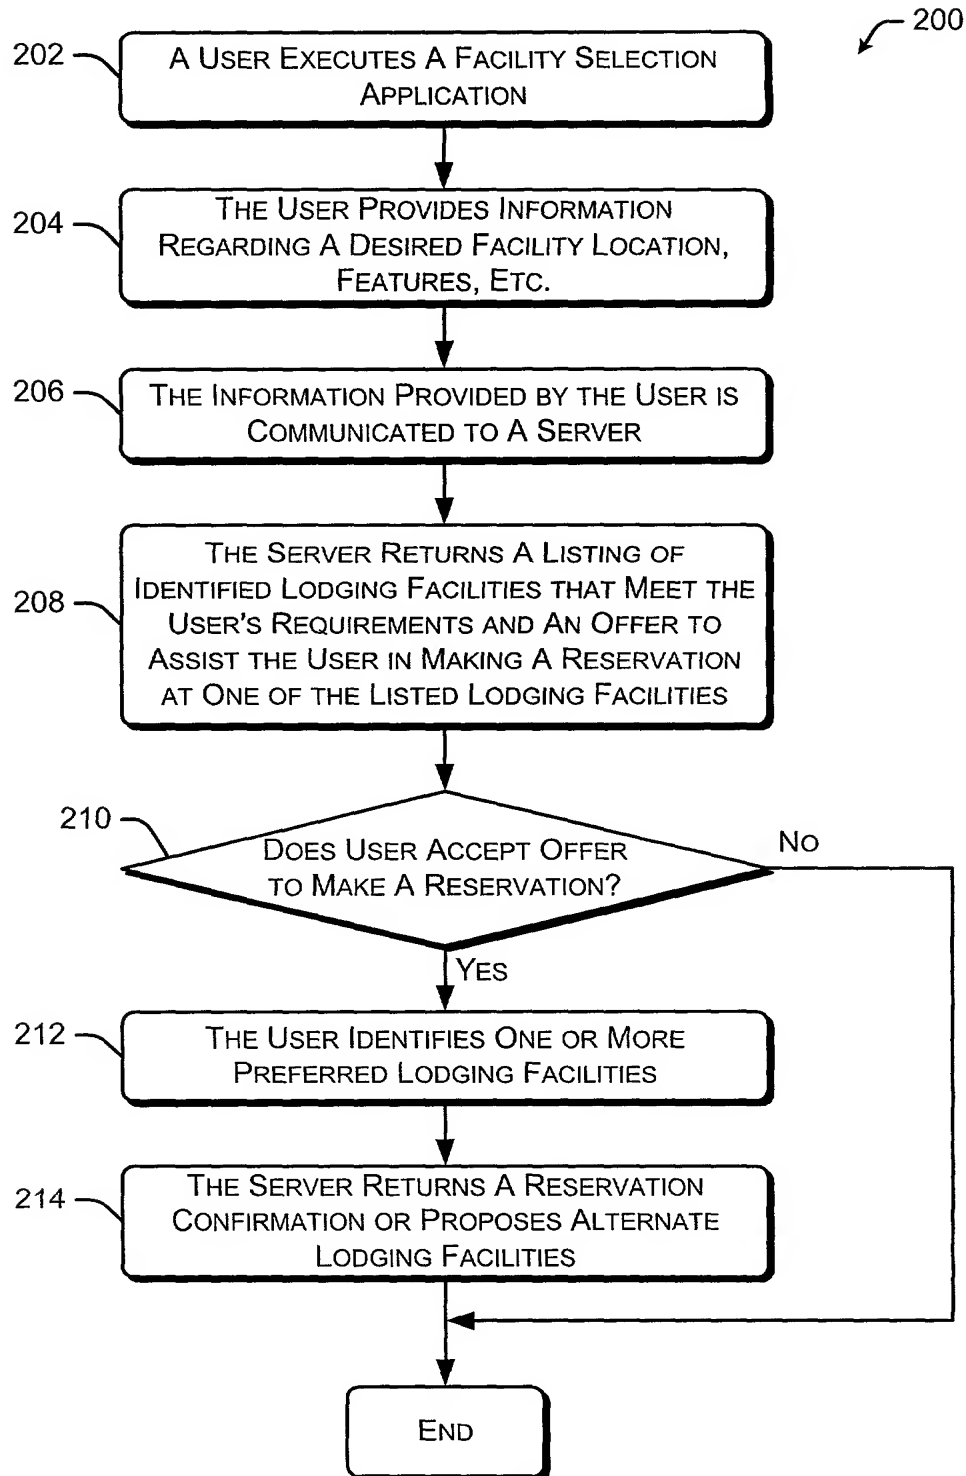 200
202
A USER EXECUTES A FACILITY SELECTION
APPLICATION
204
THE USER PROVIDES INFORMATION
REGARDING A DESIRED FACILITY LOCATION,
FEATURES, ETC.
206
THE INFORMATION PROVIDED BY THE USER IS
COMMUNICATED TO A SERVER
208
THE SERVER RETURNS A LISTING OF
IDENTIFIED LODGING FACILITIES THAT MEET THE
USER'S REQUIREMENTS AND AN OFFER TO
ASSIST THE USER IN MAKING A RESERVATION
AT ONE OF THE LISTED LODGING FACILITIES
210
DOES USER ACCEPT OFFER
TO MAKE A RESERVATION?
NO
YES
212
THE USER IDENTIFIES ONE OR MORE
PREFERRED LODGING FACILITIES
214
THE SERVER RETURNS A RESERVATION
CONFIRMATION OR PROPOSES ALTERNATE
LODGING FACILITIES
END